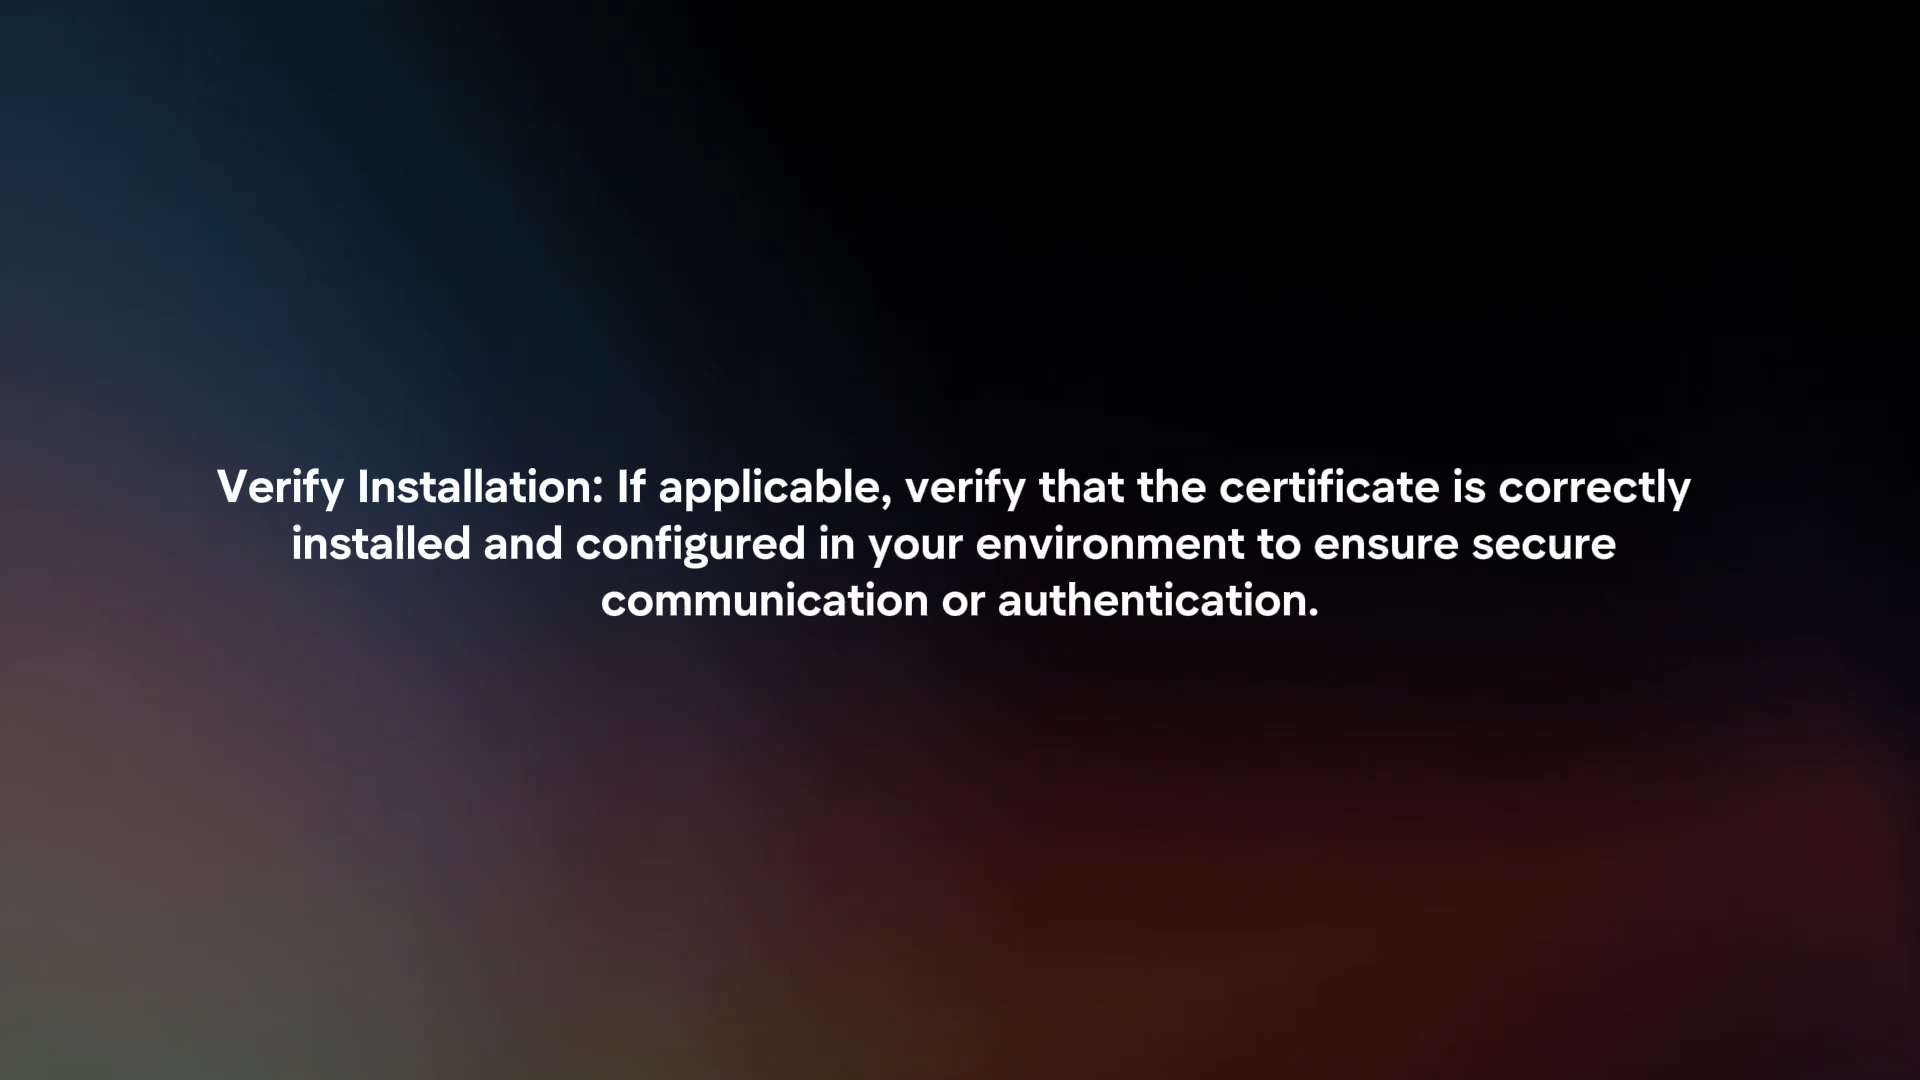 Verify Installation: If applicable, verify that the certificate is correctly
installed and configured in your environment to ensure secure
communication or authentication.